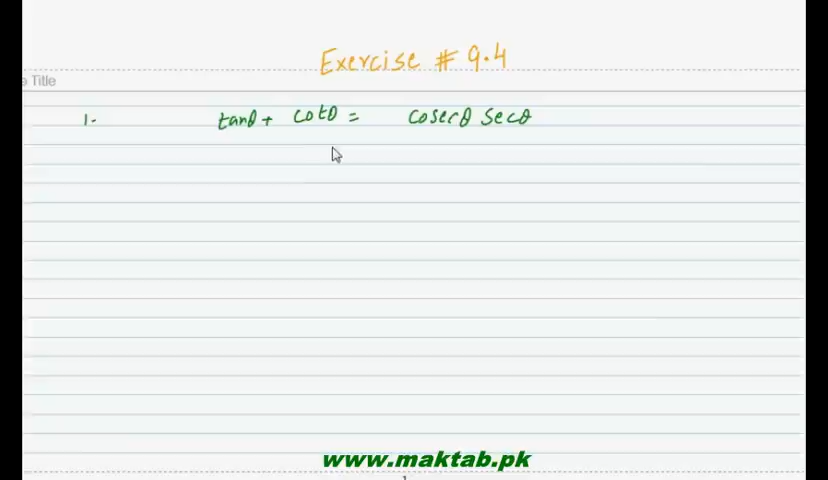 Exercise # 9.4
Title
1. tanθ + cotθ = cosecθ secθ
www.maktab.pk